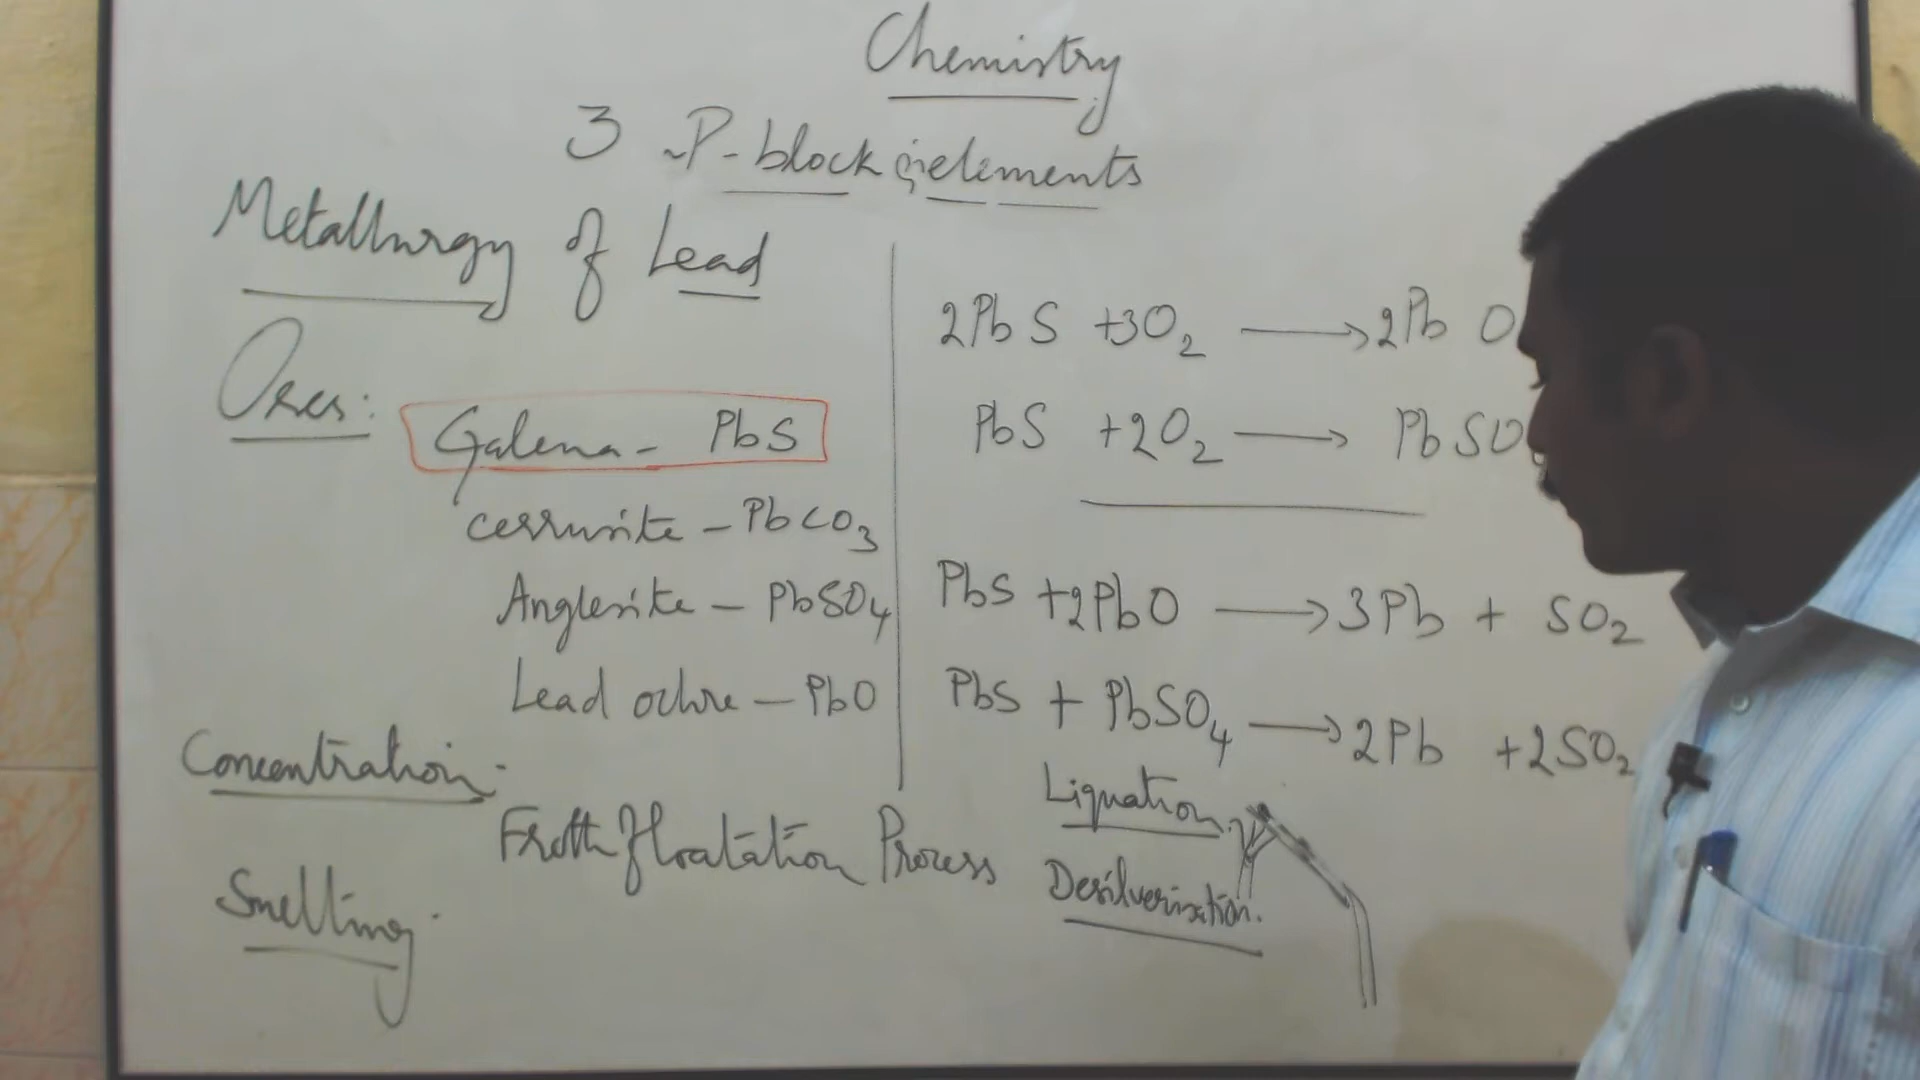 Chemistry
3 P-block elements
Metallurgy of Lead
Ores:
Galena - PbS
cerrusite - PbCO3
Anglesite - PbSO4
Lead ochre - PbO
Concentration:
Froth floatation Process
Smelting:
2PbS + 3O2 → 2PbO
PbS + 2O2 → PbSO
PbS + 2PbO → 3Pb + SO2
PbS + PbSO4 → 2Pb + 2SO2
Liquation
Desilverisation.